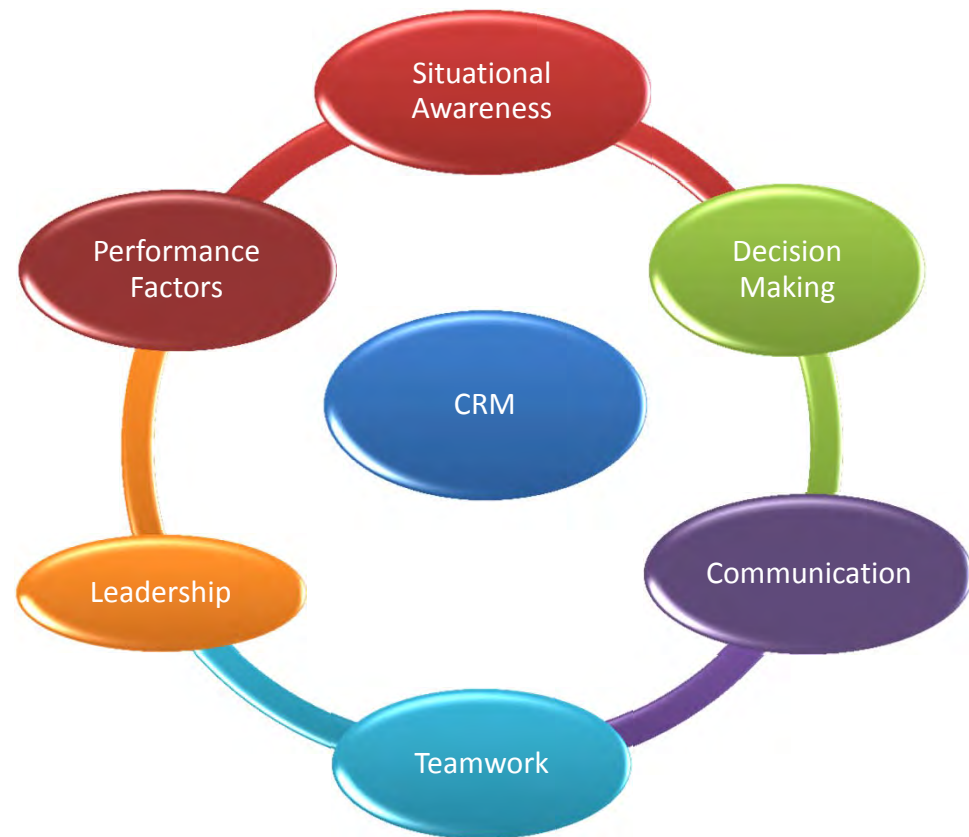 Situational
Awareness
Decision
Making
Communication
Teamwork
Leadership
Performance
Factors
CRM